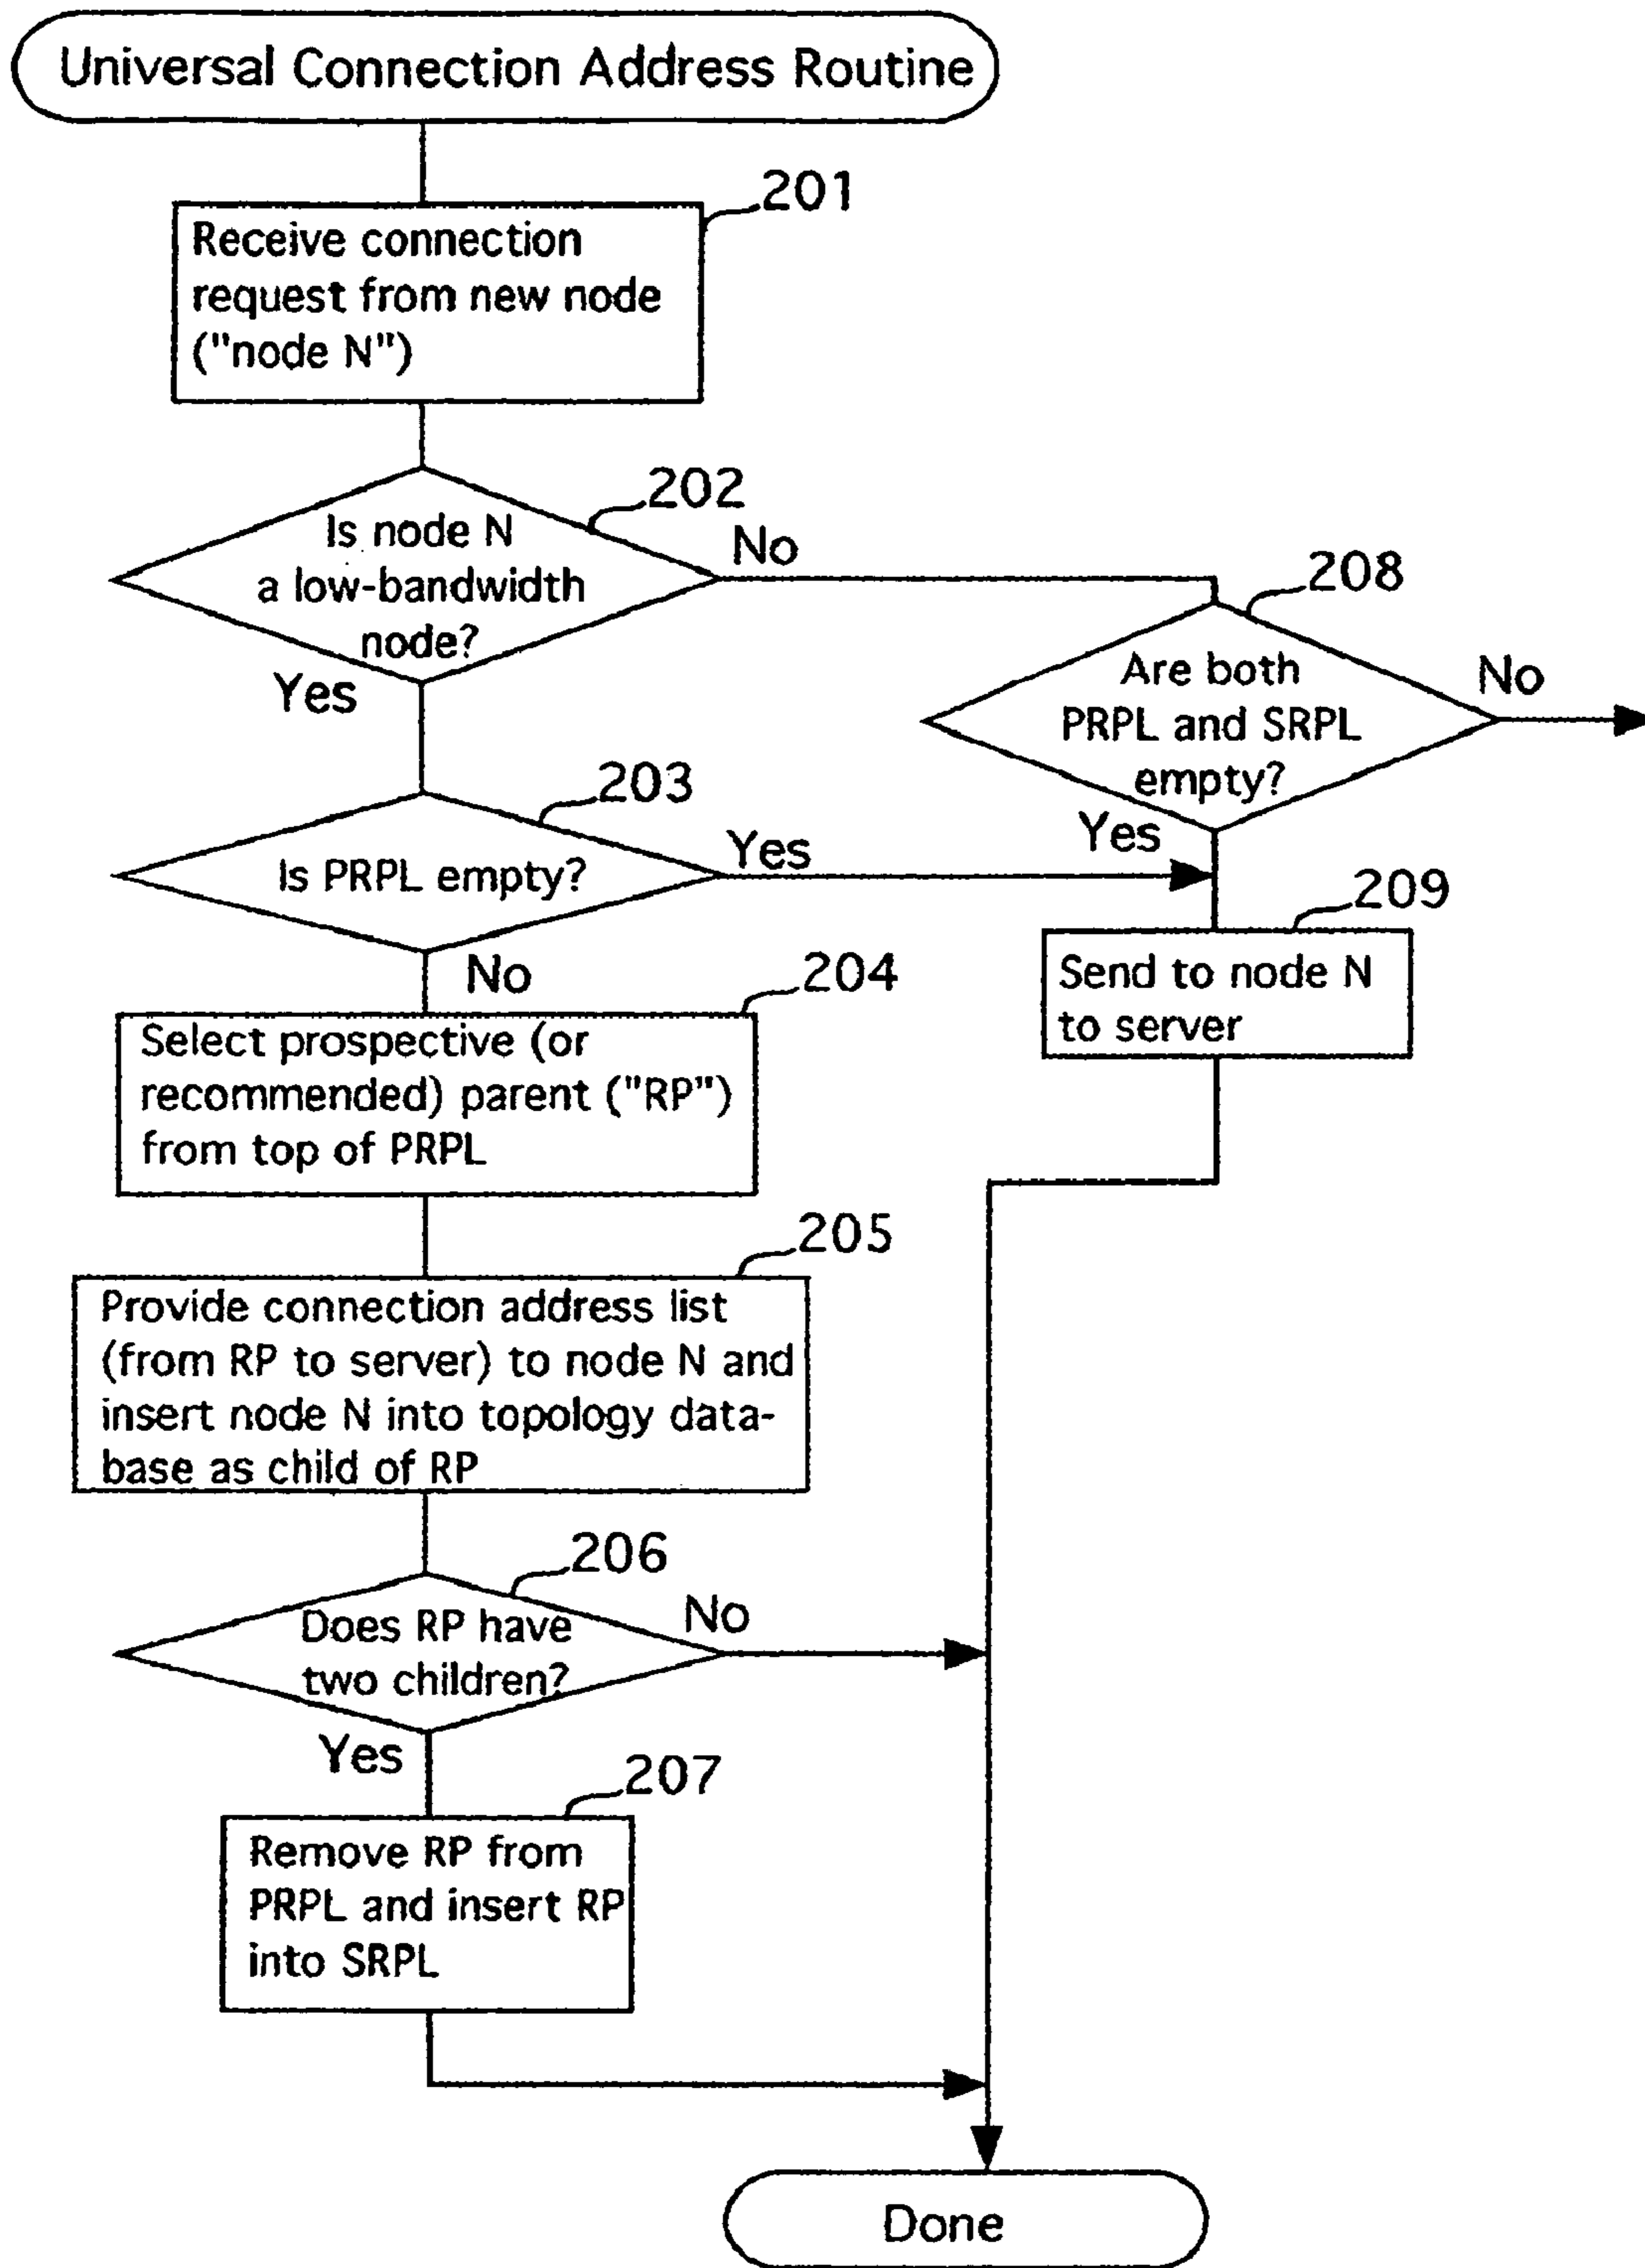 Universal Connection Address Routine
201
Receive connection
request from new node
("node N")
202
Is node N
a low-bandwidth
node?
No
Yes
208
Are both
PRPL and SRPL
empty?
No
Yes
203
Is PRPL empty?
Yes
No
209
Send to node N
to server
204
Select prospective (or
recommended) parent ("RP")
from top of PRPL
205
Provide connection address list
(from RP to server) to node N and
insert node N into topology data-
base as child of RP
206
Does RP have
two children?
No
Yes
207
Remove RP from
PRPL and insert RP
into SRPL
Done